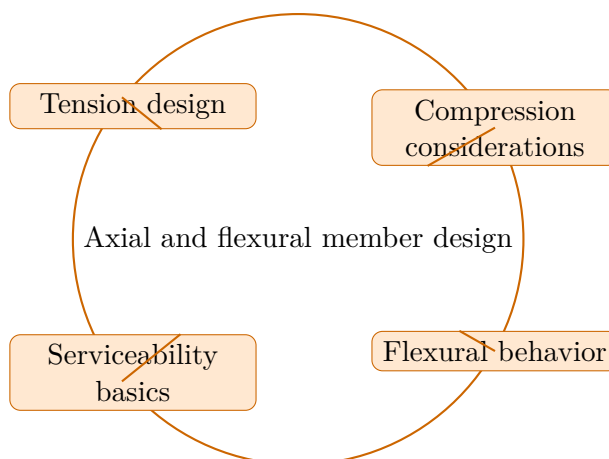 Tension design
Compression
considerations
Axial and flexural member design
Serviceability
basics
Flexural behavior